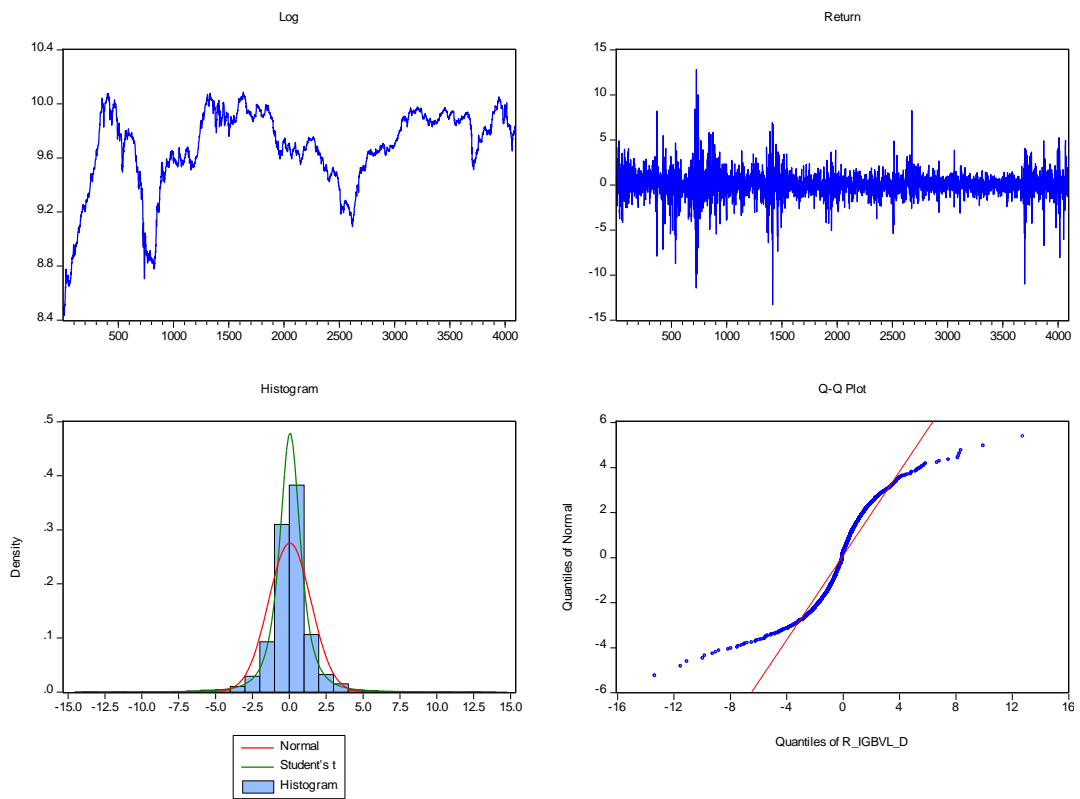 Log
10.4
10.0
9.6
9.2
8.8
8.4
500 1000 1500 2000 2500 3000 3500 4000
Return
15
10
5
0
-5
-10
-15
500 1000 1500 2000 2500 3000 3500 4000
Histogram
Density
.5
.4
.3
.2
.1
.0
-15.0 -12.5 -10.0 -7.5 -5.0 -2.5 0.0 2.5 5.0 7.5 10.0 12.5 15.0
Normal
Student's t
Histogram
Q-Q Plot
Quantiles of Normal
6
4
2
0
-2
-4
-6
-16 -12 -8 -4 0 4 8 12 16
Quantiles of R_IGBVL_D